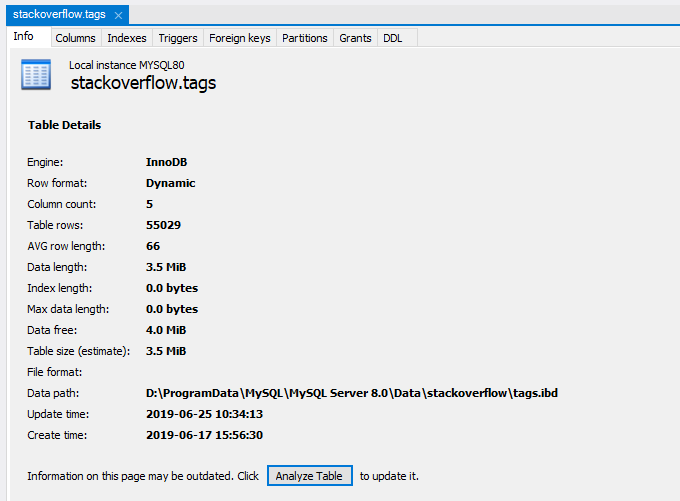 stackoverflow.tags ×
Info Columns Indexes Triggers Foreign keys Partitions Grants DDL
Local instance MYSQL80
stackoverflow.tags
Table Details
Engine: InnoDB
Row format: Dynamic
Column count: 5
Table rows: 55029
AVG row length: 66
Data length: 3.5 MiB
Index length: 0.0 bytes
Max data length: 0.0 bytes
Data free: 4.0 MiB
Table size (estimate): 3.5 MiB
File format:
Data path: D:\ProgramData\MySQL\MySQL Server 8.0\Data\stackoverflow\tags.ibd
Update time: 2019-06-25 10:34:13
Create time: 2019-06-17 15:56:30
Information on this page may be outdated. Click Analyze Table to update it.